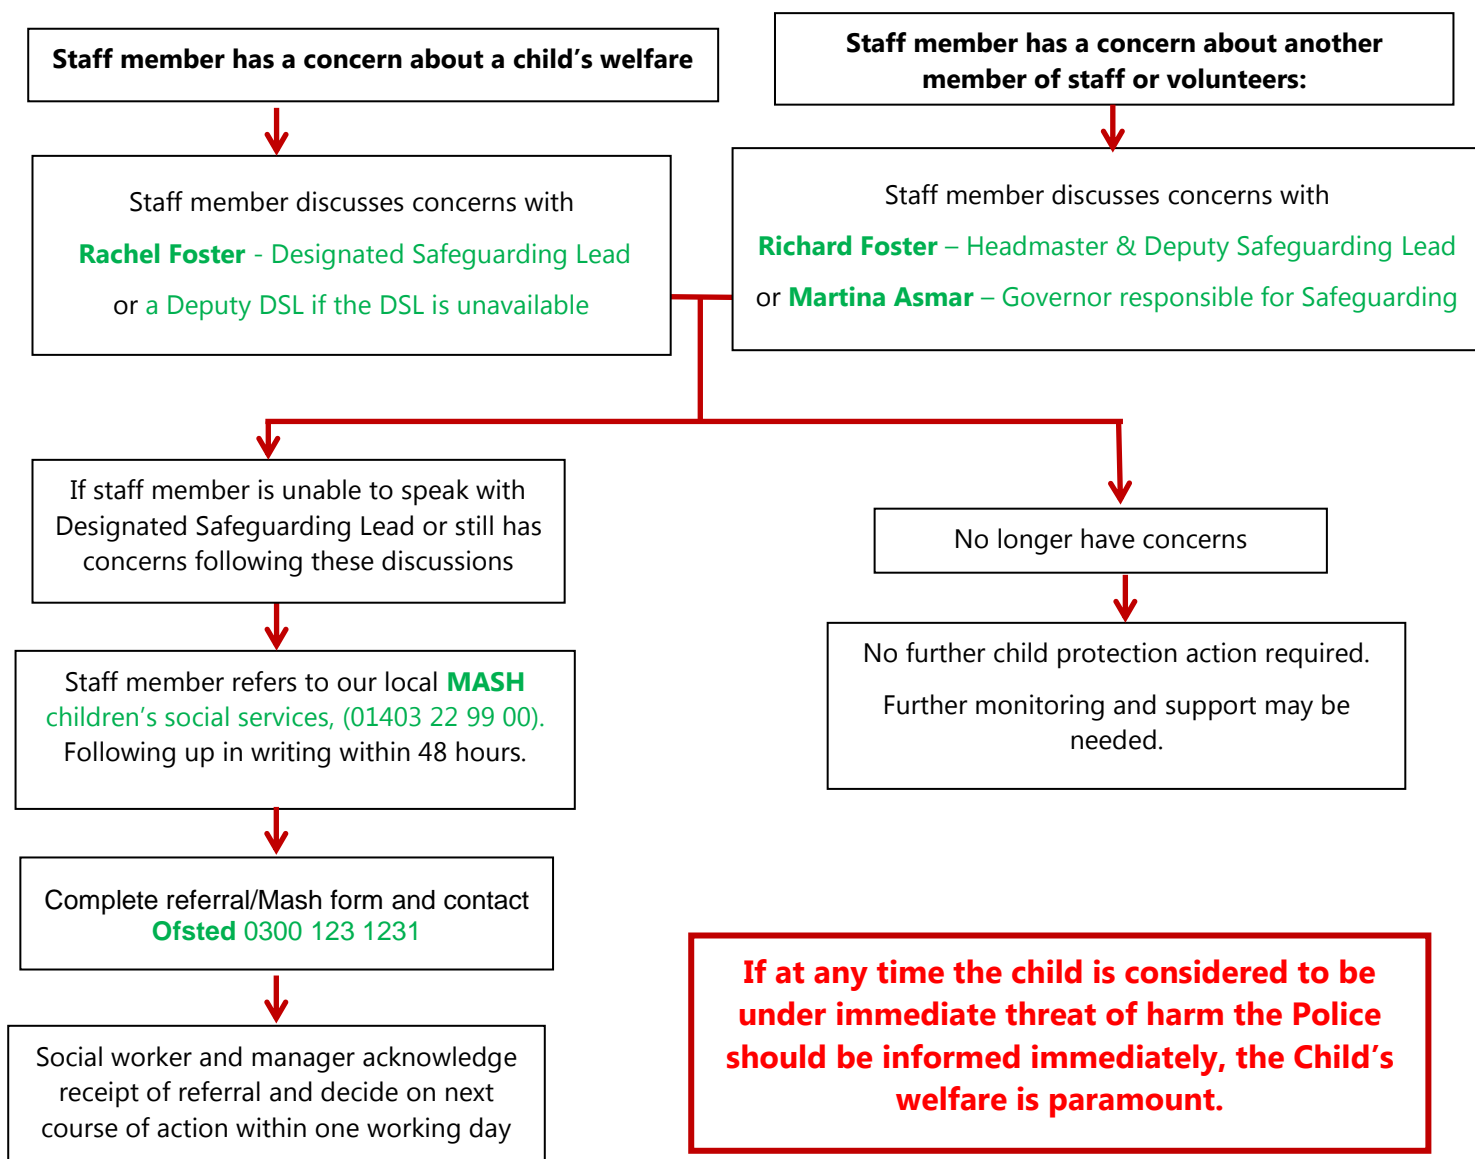 Staff member has a concern about a child’s welfare
Staff member has a concern about another
member of staff or volunteers:
Staff member discusses concerns with
Rachel Foster - Designated Safeguarding Lead
or a Deputy DSL if the DSL is unavailable
Staff member discusses concerns with
Richard Foster – Headmaster & Deputy Safeguarding Lead
or Martina Asmar – Governor responsible for Safeguarding
If staff member is unable to speak with
Designated Safeguarding Lead or still has
concerns following these discussions
No longer have concerns
Staff member refers to our local MASH
children’s social services, (01403 22 99 00).
Following up in writing within 48 hours.
No further child protection action required.
Further monitoring and support may be
needed.
Complete referral/Mash form and contact
Ofsted 0300 123 1231
If at any time the child is considered to be
under immediate threat of harm the Police
should be informed immediately, the Child’s
welfare is paramount.
Social worker and manager acknowledge
receipt of referral and decide on next
course of action within one working day